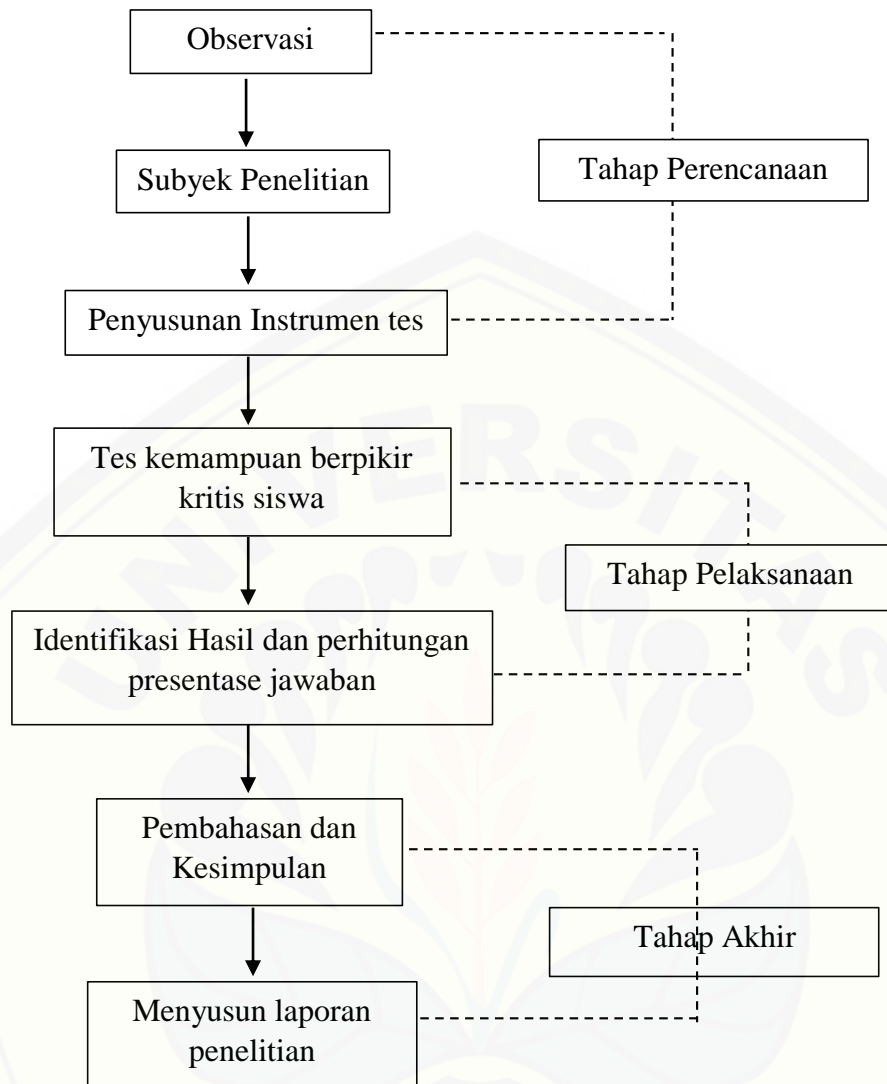 Observasi
Subyek Penelitian
Tahap Perencanaan
Penyusunan Instrumen tes
Tes kemampuan berpikir
kritis siswa
Tahap Pelaksanaan
Identifikasi Hasil dan perhitungan
presentase jawaban
Pembahasan dan
Kesimpulan
Tahap Akhir
Menyusun laporan
penelitian
UNIVERSITAS